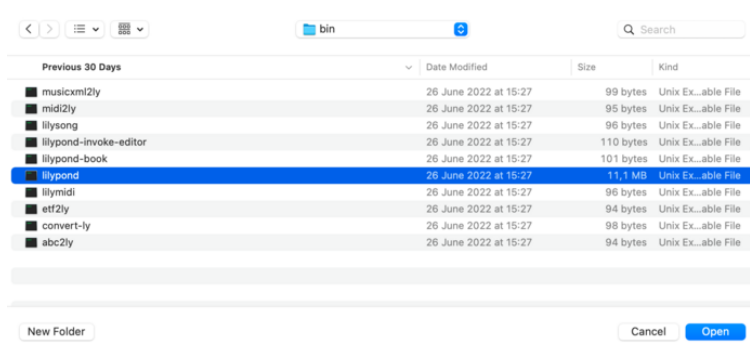 bin
Search
Previous 30 Days Date Modified Size Kind
musicxml2ly 26 June 2022 at 15:27 99 bytes Unix Ex...able File
midi2ly 26 June 2022 at 15:27 95 bytes Unix Ex...able File
lilysong 26 June 2022 at 15:27 96 bytes Unix Ex...able File
lilypond-invoke-editor 26 June 2022 at 15:27 110 bytes Unix Ex...able File
lilypond-book 26 June 2022 at 15:27 101 bytes Unix Ex...able File
lilypond 26 June 2022 at 15:27 11,1 MB Unix Ex...able File
lilymidi 26 June 2022 at 15:27 96 bytes Unix Ex...able File
etf2ly 26 June 2022 at 15:27 94 bytes Unix Ex...able File
convert-ly 26 June 2022 at 15:27 98 bytes Unix Ex...able File
abc2ly 26 June 2022 at 15:27 94 bytes Unix Ex...able File
New Folder Cancel Open